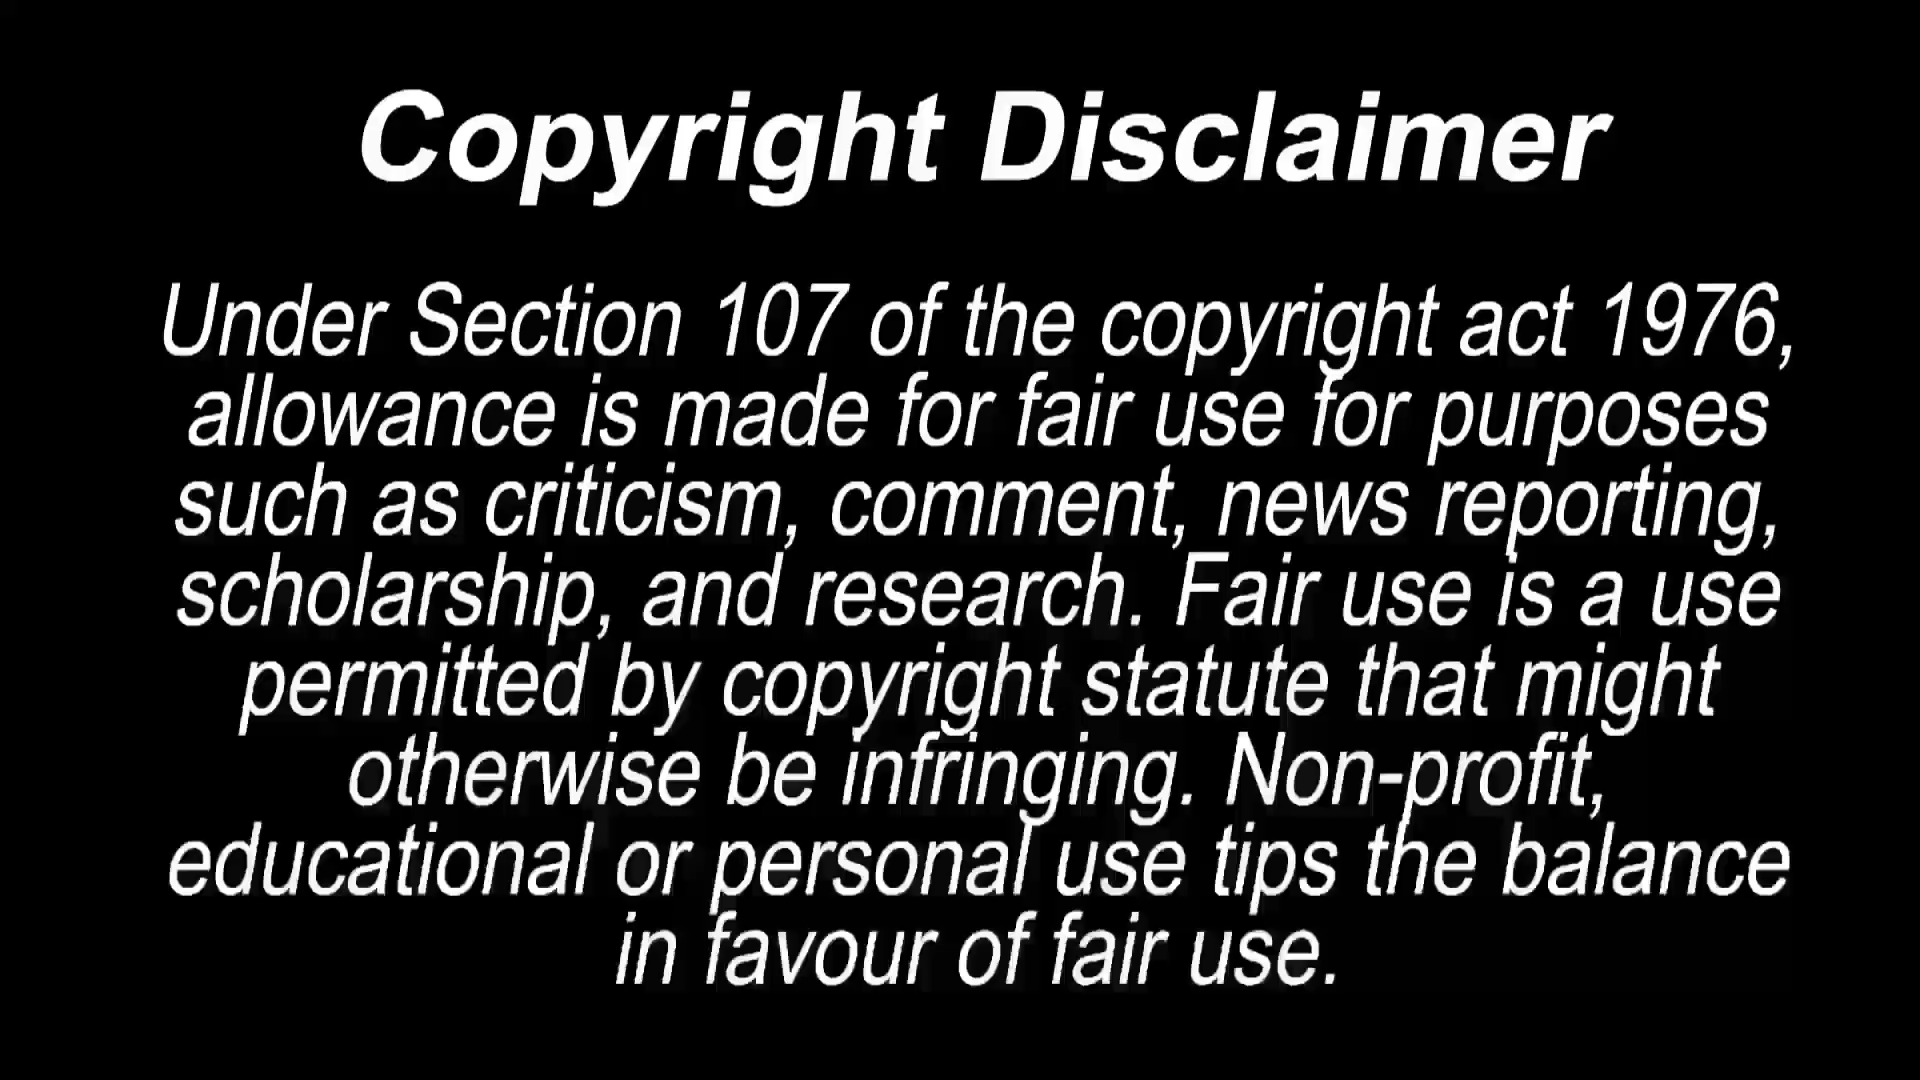 Copyright Disclaimer
Under Section 107 of the copyright act 1976,
allowance is made for fair use for purposes
such as criticism, comment, news reporting,
scholarship, and research. Fair use is a use
permitted by copyright statute that might
otherwise be infringing. Non-profit,
educational or personal use tips the balance
in favour of fair use.